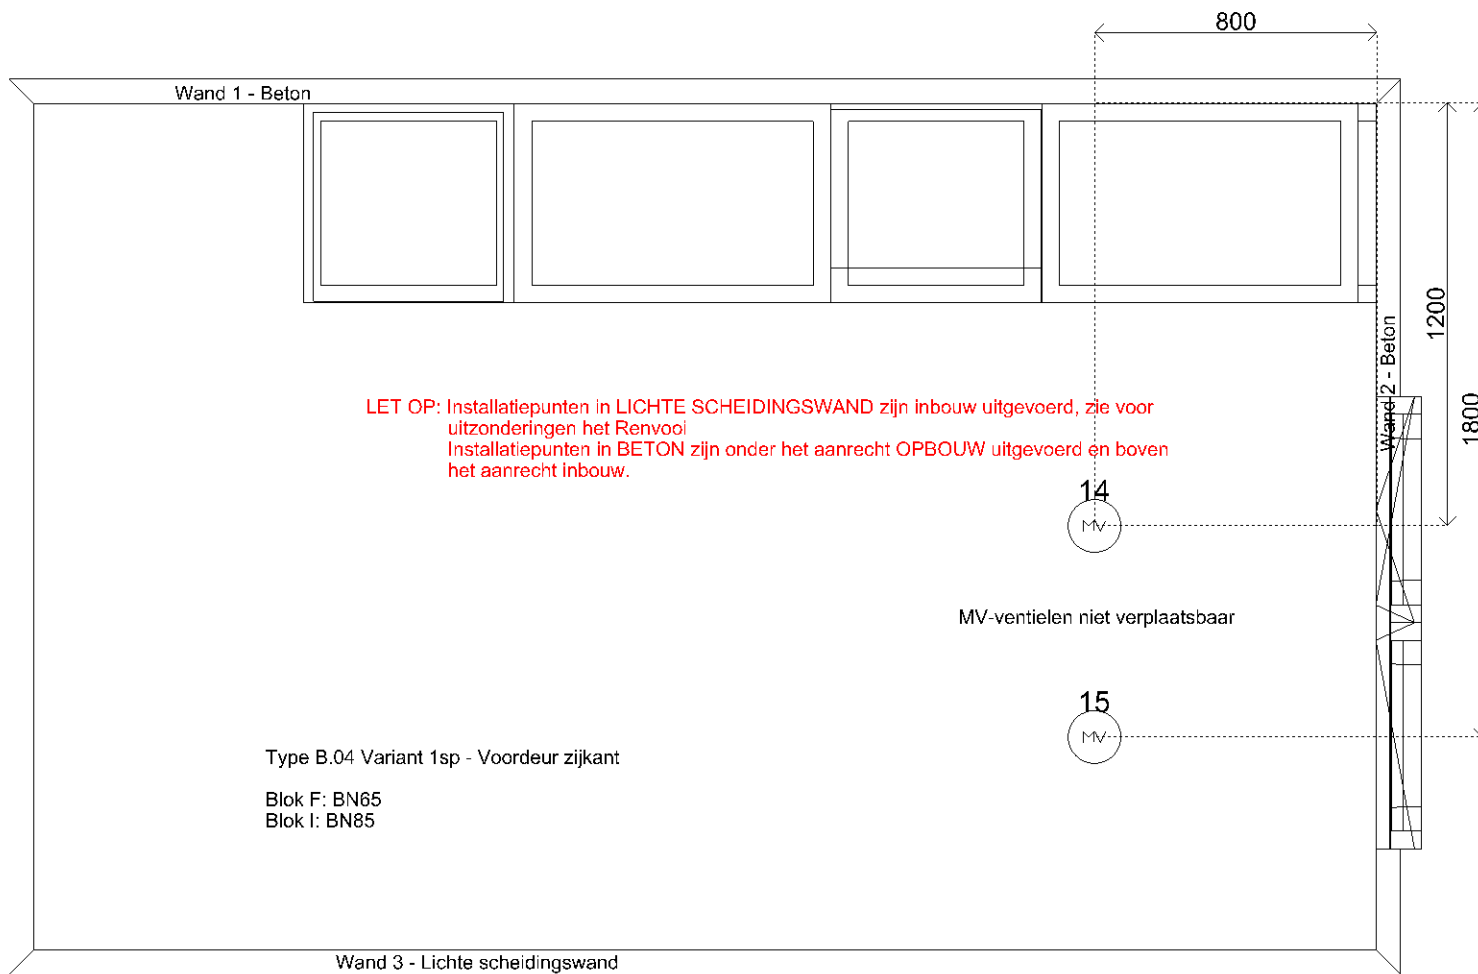 800
Wand 1 - Beton
1200
Wand 2 - Beton
1800
LET OP: Installatiepunten in LICHTE SCHEIDINGSWAND zijn inbouw uitgevoerd, zie voor
uitzonderingen het Renvooi
Installatiepunten in BETON zijn onder het aanrecht OPBOUW uitgevoerd en boven
het aanrecht inbouw.
14
MV
MV-ventielen niet verplaatsbaar
15
MV
Type B.04 Variant 1sp - Voordeur zijkant
Blok F: BN65
Blok I: BN85
Wand 3 - Lichte scheidingswand